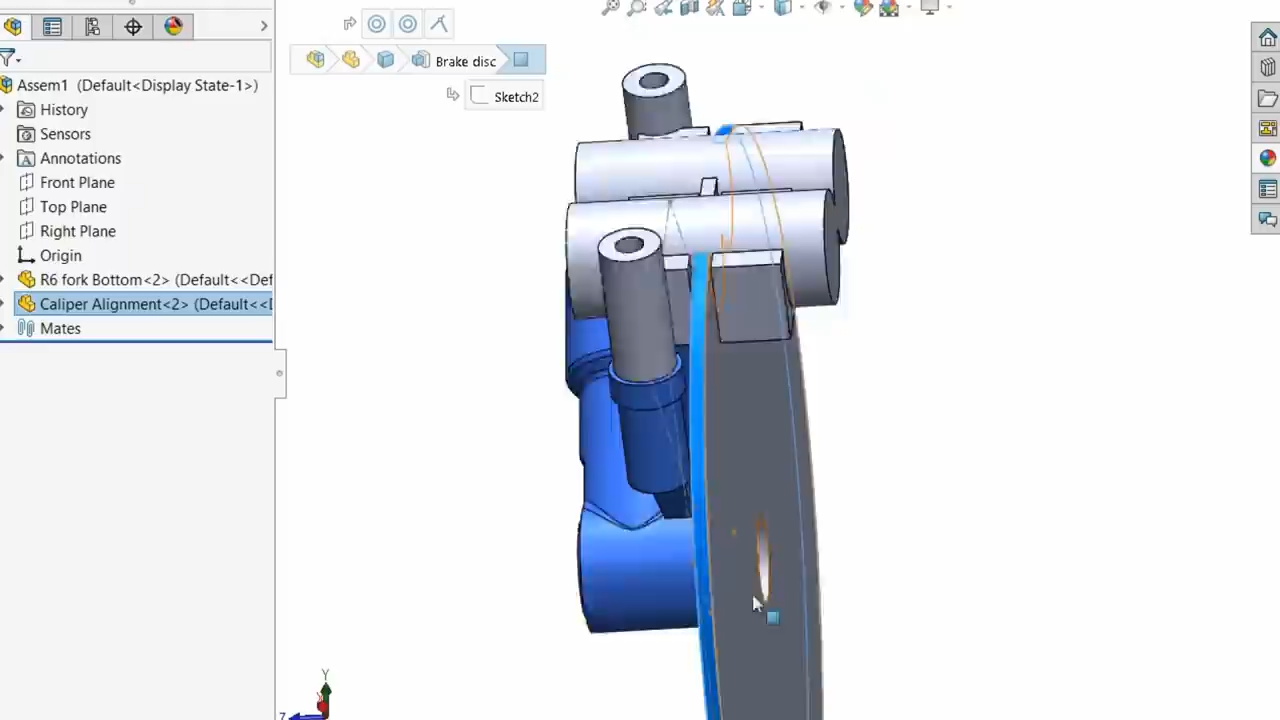 Brake disc
Sketch2
Assem1 (Default<Display State-1>)
History
Sensors
Annotations
Front Plane
Top Plane
Right Plane
Origin
R6 fork Bottom<2> (Default<<Def
Caliper Alignment<2> (Default<<D
Mates
Y
Z